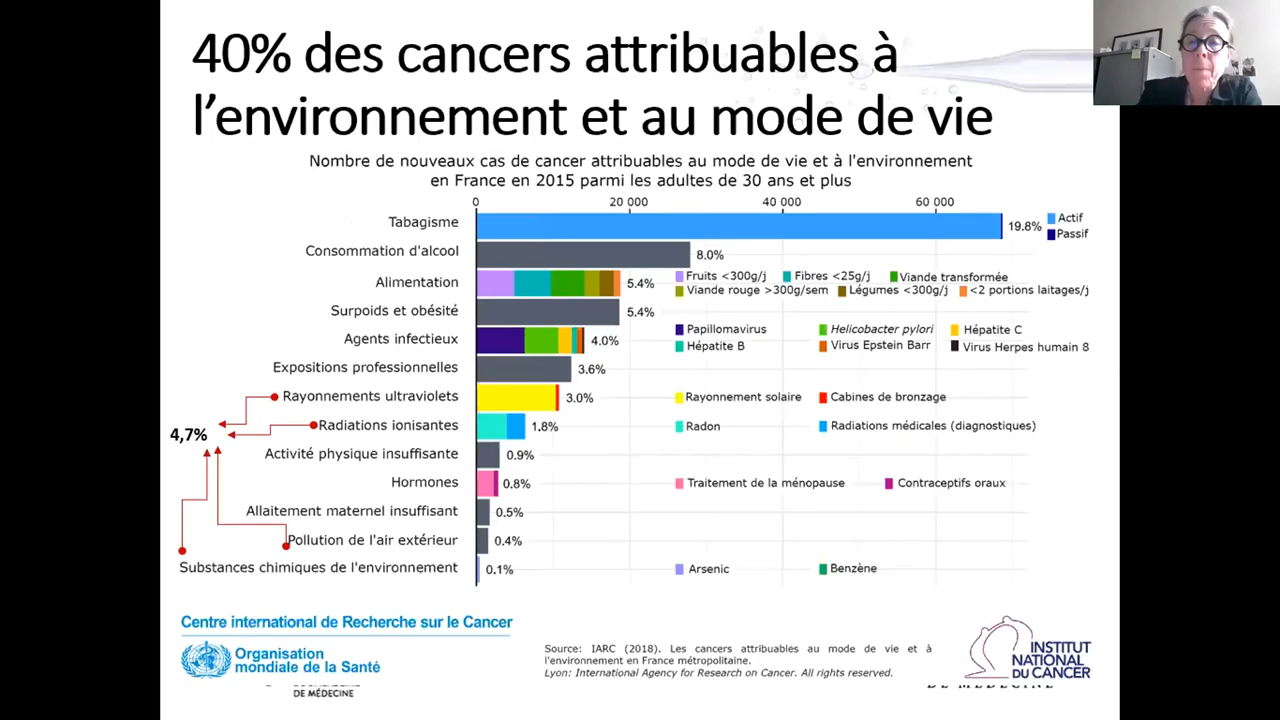 40% des cancers attribuables à
l’environnement et au mode de vie
Nombre de nouveaux cas de cancer attribuables au mode de vie et à l'environnement
en France en 2015 parmi les adultes de 30 ans et plus
0 20 000 40 000 60 000
Tabagisme 19.8% Actif
Passif
Consommation d'alcool 8.0%
Alimentation 5.4% Fruits <300g/j Fibres <25g/j Viande transformée
Viande rouge >300g/sem Légumes <300g/j <2 portions laitages/j
Surpoids et obésité 5.4%
Agents infectieux 4.0% Papillomavirus Helicobacter pylori Hépatite C
Hépatite B Virus Epstein Barr Virus Herpes humain 8
Expositions professionnelles 3.6%
Rayonnements ultraviolets 3.0% Rayonnement solaire Cabines de bronzage
Radiations ionisantes 1.8% Radon Radiations médicales (diagnostiques)
4,7%
Activité physique insuffisante 0.9%
Hormones 0.8% Traitement de la ménopause Contraceptifs oraux
Allaitement maternel insuffisant 0.5%
Pollution de l'air extérieur 0.4%
Substances chimiques de l'environnement 0.1% Arsenic Benzène
Centre international de Recherche sur le Cancer
Organisation
mondiale de la Santé
DE MÉDECINE
Source: IARC (2018). Les cancers attribuables au mode de vie et à
l'environnement en France métropolitaine.
Lyon: International Agency for Research on Cancer. All rights reserved.
INSTITUT
NATIONAL
DU CANCER
DE MÉDECINE